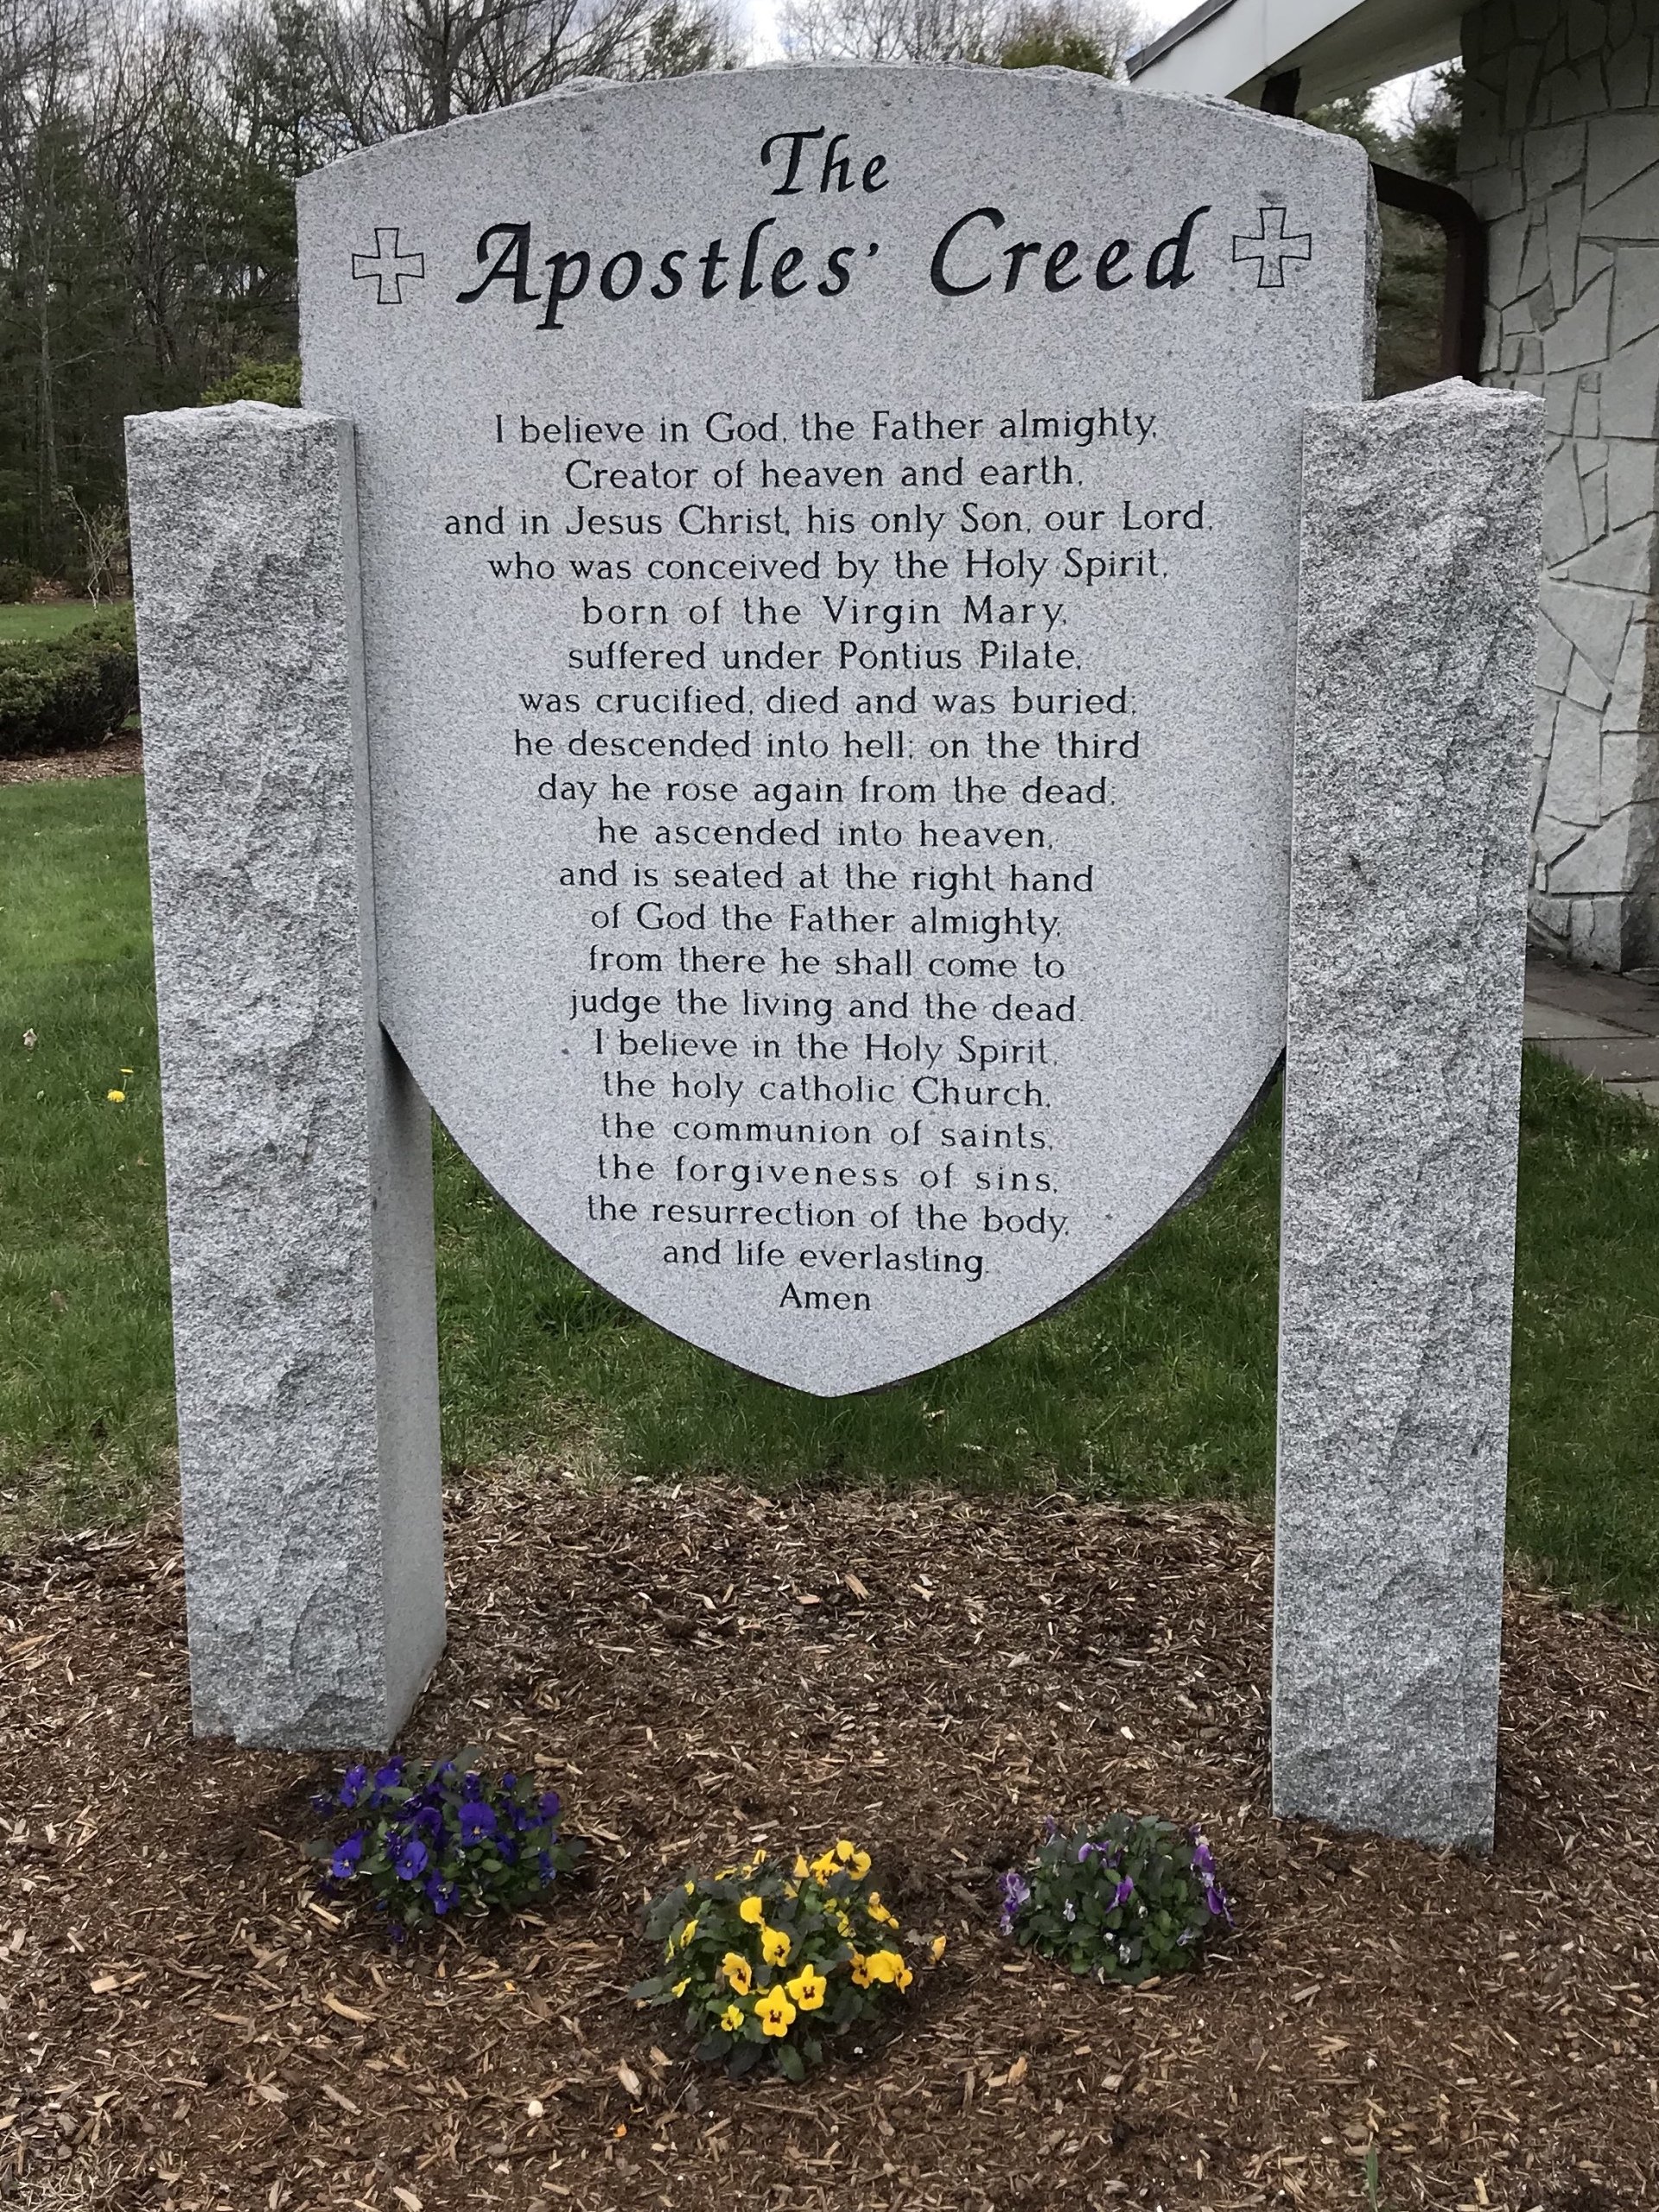 The
Apostles' Creed
I believe in God, the Father almighty,
Creator of heaven and earth,
and in Jesus Christ, his only Son, our Lord,
who was conceived by the Holy Spirit,
born of the Virgin Mary,
suffered under Pontius Pilate,
was crucified, died and was buried;
he descended into hell; on the third
day he rose again from the dead;
he ascended into heaven,
and is seated at the right hand
of God the Father almighty;
from there he shall come to
judge the living and the dead.
I believe in the Holy Spirit,
the holy catholic Church,
the communion of saints,
the forgiveness of sins,
the resurrection of the body,
and life everlasting.
Amen